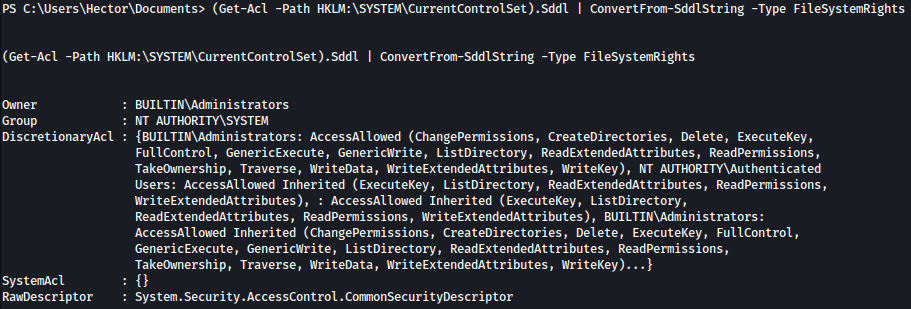 PS C:\Users\Hector\Documents> (Get-Acl -Path HKLM:\SYSTEM\CurrentControlSet).Sddl | ConvertFrom-SddlString -Type FileSystemRights
(Get-Acl -Path HKLM:\SYSTEM\CurrentControlSet).Sddl | ConvertFrom-SddlString -Type FileSystemRights
Owner : BUILTIN\Administrators
Group : NT AUTHORITY\SYSTEM
DiscretionaryAcl : {BUILTIN\Administrators: AccessAllowed (ChangePermissions, CreateDirectories, Delete, ExecuteKey,
FullControl, GenericExecute, GenericWrite, ListDirectory, ReadExtendedAttributes, ReadPermissions,
TakeOwnership, Traverse, WriteData, WriteExtendedAttributes, WriteKey), NT AUTHORITY\Authenticated
Users: AccessAllowed Inherited (ExecuteKey, ListDirectory, ReadExtendedAttributes, ReadPermissions,
WriteExtendedAttributes), : AccessAllowed Inherited (ExecuteKey, ListDirectory,
ReadExtendedAttributes, ReadPermissions, WriteExtendedAttributes), BUILTIN\Administrators:
AccessAllowed Inherited (ChangePermissions, CreateDirectories, Delete, ExecuteKey, FullControl,
GenericExecute, GenericWrite, ListDirectory, ReadExtendedAttributes, ReadPermissions,
TakeOwnership, Traverse, WriteData, WriteExtendedAttributes, WriteKey)...}
SystemAcl : {}
RawDescriptor : System.Security.AccessControl.CommonSecurityDescriptor